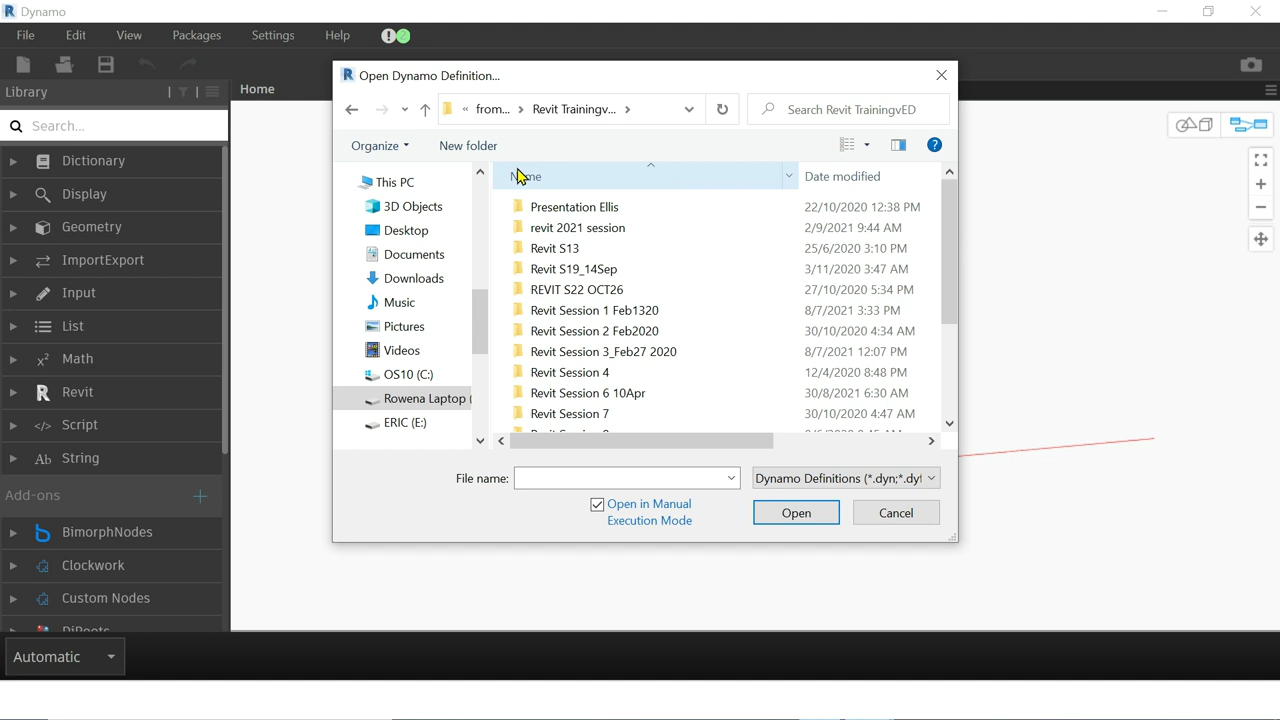 Dynamo
File Edit View Packages Settings Help ! 2
Library
Home
Search...
Dictionary
Display
Geometry
ImportExport
Input
List
Math
Revit
Script
String
Add-ons
BimorphNodes
Clockwork
Custom Nodes
DiRoots
Automatic
Open Dynamo Definition...
« from... › Revit Trainingv... ›
Search Revit TrainingvED
Organize New folder
This PC
3D Objects
Desktop
Documents
Downloads
Music
Pictures
Videos
OS10 (C:)
Rowena Laptop (
ERIC (E:)
Name Date modified
Presentation Ellis 22/10/2020 12:38 PM
revit 2021 session 2/9/2021 9:44 AM
Revit S13 25/6/2020 3:10 PM
Revit S19_14Sep 3/11/2020 3:47 AM
REVIT S22 OCT26 27/10/2020 5:34 PM
Revit Session 1 Feb1320 8/7/2021 3:33 PM
Revit Session 2 Feb2020 30/10/2020 4:34 AM
Revit Session 3_Feb27 2020 8/7/2021 12:07 PM
Revit Session 4 12/4/2020 8:48 PM
Revit Session 6 10Apr 30/8/2021 6:30 AM
Revit Session 7 30/10/2020 4:47 AM
File name:
Dynamo Definitions (*.dyn;*.dyf
Open in Manual
Execution Mode
Open Cancel